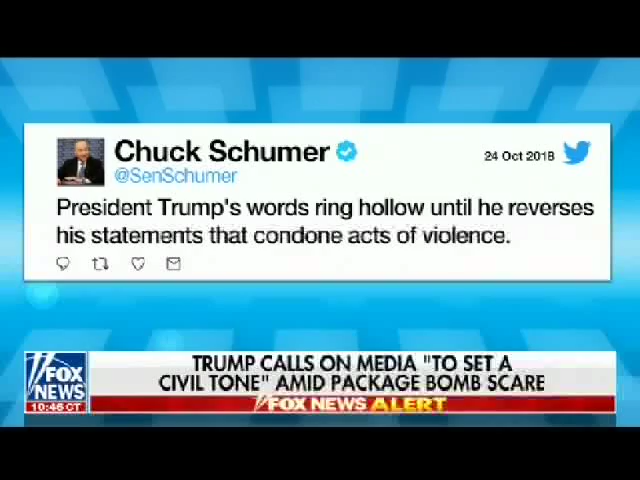 Chuck Schumer
24 Oct 2018
@SenSchumer
President Trump's words ring hollow until he reverses
his statements that condone acts of violence.
FOX
NEWS
10:46 CT
TRUMP CALLS ON MEDIA "TO SET A
CIVIL TONE" AMID PACKAGE BOMB SCARE
FOX NEWS ALERT